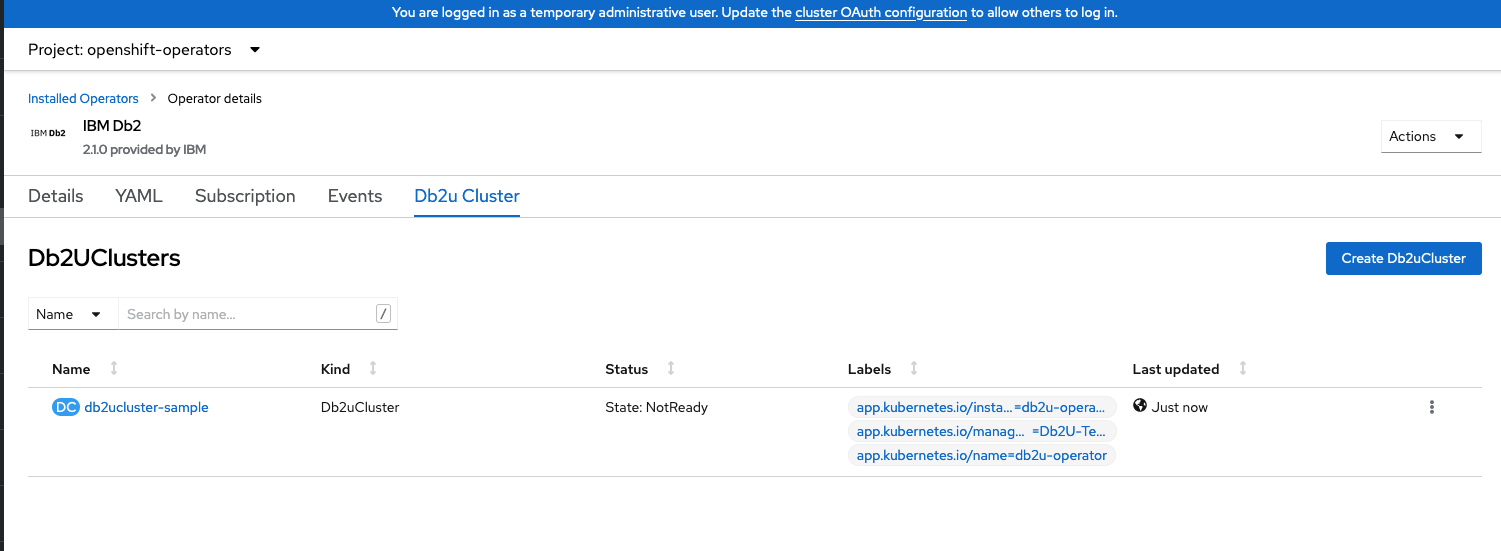 You are logged in as a temporary administrative user. Update the cluster OAuth configuration to allow others to log in.
Project: openshift-operators
Installed Operators > Operator details
IBM Db2
IBM Db2
2.1.0 provided by IBM
Actions
Details YAML Subscription Events Db2u Cluster
Db2UClusters
Create Db2uCluster
Name Search by name... /
Name Kind Status Labels Last updated
DC db2ucluster-sample Db2uCluster State: NotReady app.kubernetes.io/insta...=db2u-opera... Just now
app.kubernetes.io/manag... =Db2U-Te...
app.kubernetes.io/name=db2u-operator